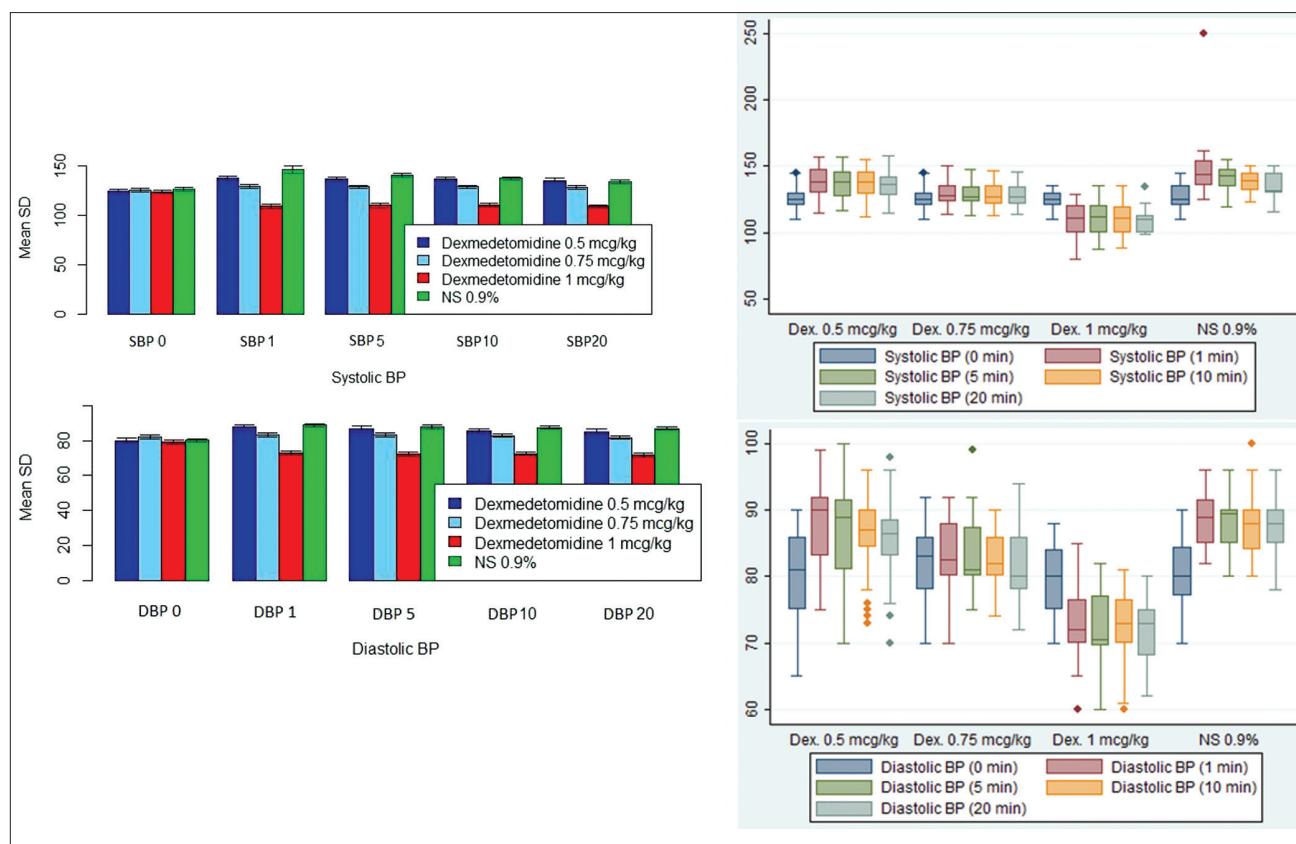 Mean SD
150
100
50
0
Dexmedetomidine 0.5 mcg/kg
Dexmedetomidine 0.75 mcg/kg
Dexmedetomidine 1 mcg/kg
NS 0.9%
SBP 0 SBP 1 SBP 5 SBP10 SBP20
Systolic BP
Mean SD
80
60
40
20
0
Dexmedetomidine 0.5 mcg/kg
Dexmedetomidine 0.75 mcg/kg
Dexmedetomidine 1 mcg/kg
NS 0.9%
DBP 0 DBP 1 DBP 5 DBP10 DBP 20
Diastolic BP
250
200
150
100
50
Dex. 0.5 mcg/kg Dex. 0.75 mcg/kg Dex. 1 mcg/kg NS 0.9%
Systolic BP (0 min) Systolic BP (1 min)
Systolic BP (5 min) Systolic BP (10 min)
Systolic BP (20 min)
100
90
80
70
60
Dex. 0.5 mcg/kg Dex. 0.75 mcg/kg Dex. 1 mcg/kg NS 0.9%
Diastolic BP (0 min) Diastolic BP (1 min)
Diastolic BP (5 min) Diastolic BP (10 min)
Diastolic BP (20 min)